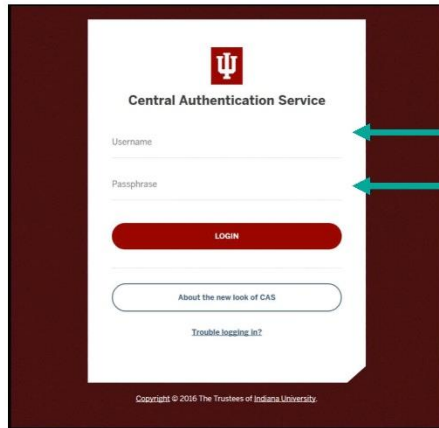 Central Authentication Service
Username
Passphrase
LOGIN
About the new look of CAS
Trouble logging in?
Copyright © 2016 The Trustees of Indiana University.